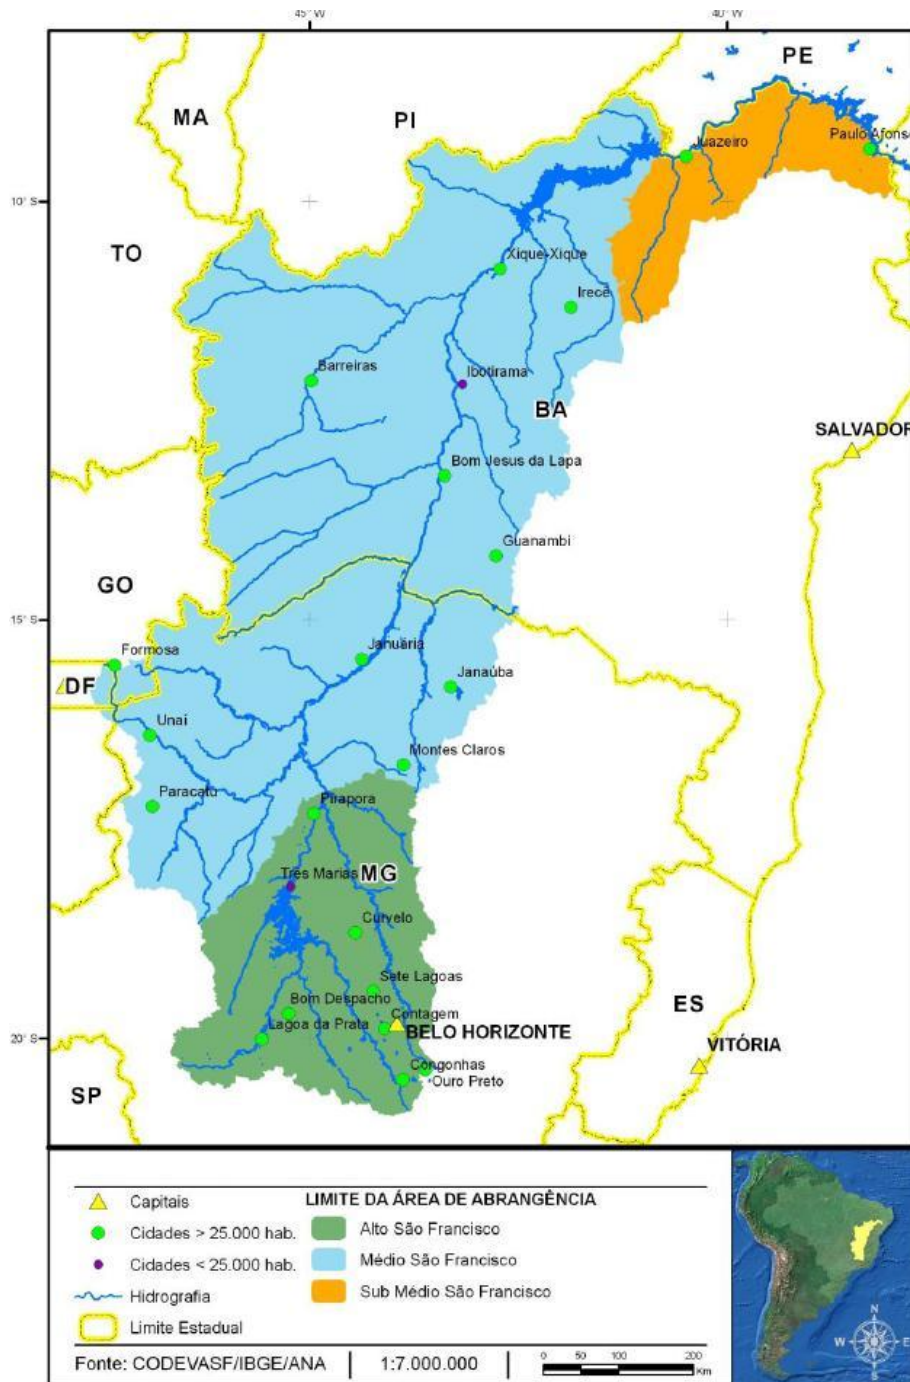 45° W
40° W
PE
MA
PI
Juazeiro
Paulo Afonso
10° S
TO
Xique-Xique
Irecê
Barreiras
Ibotirama
BA
SALVADOR
Bom Jesus da Lapa
Guanambi
GO
15° S
Formosa
Januária
DF
Janaúba
Unaí
Montes Claros
Paracatu
Pirapora
Três Marias
MG
Curvelo
Sete Lagoas
Bom Despacho
ES
Contagem
Lagoa da Prata
BELO HORIZONTE
20° S
VITÓRIA
Congonhas
Ouro Preto
SP
Capitais
LIMITE DA ÁREA DE ABRANGÊNCIA
Cidades > 25.000 hab.
Alto São Francisco
Cidades < 25.000 hab.
Médio São Francisco
Hidrografia
Sub Médio São Francisco
Limite Estadual
N
W
E
S
Fonte: CODEVASF/IBGE/ANA
1:7.000.000
0 50 100 200
Km